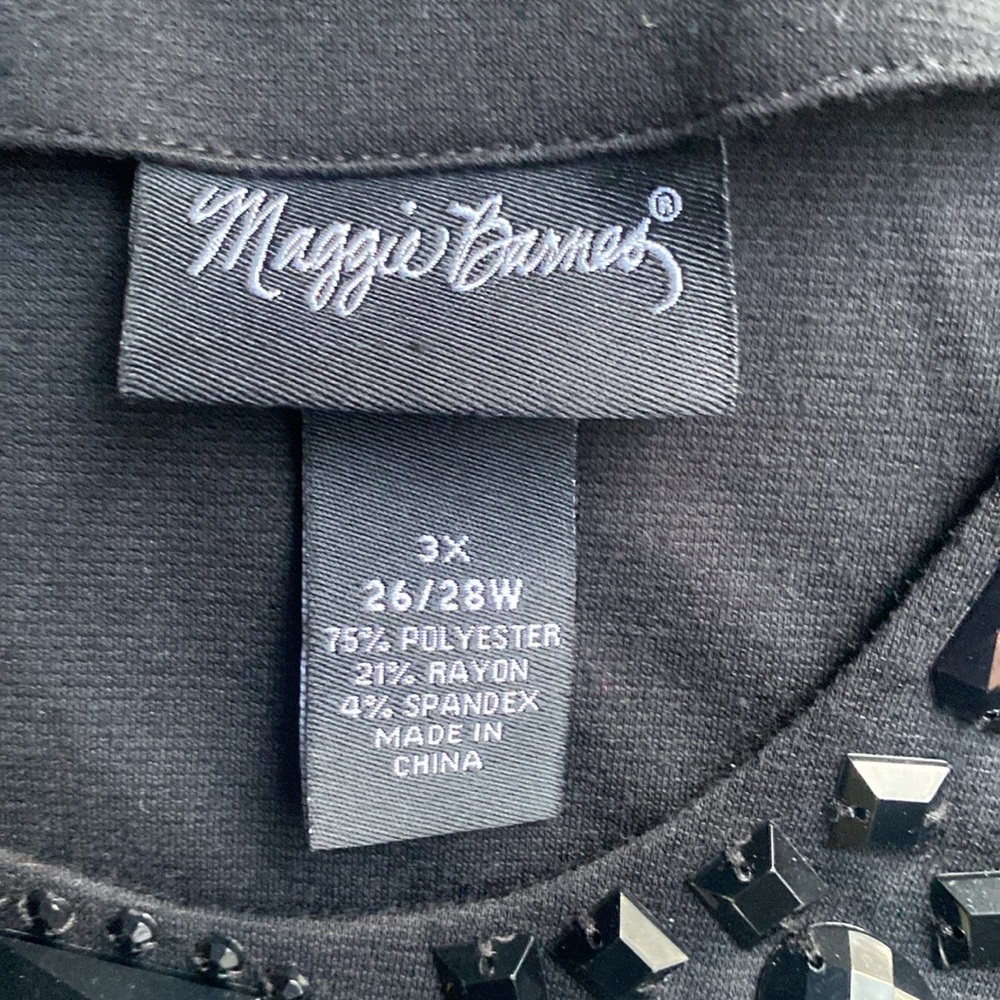 Maggie Barnes®
3X
26/28W
75% POLYESTER
21% RAYON
4% SPANDEX
MADE IN
CHINA